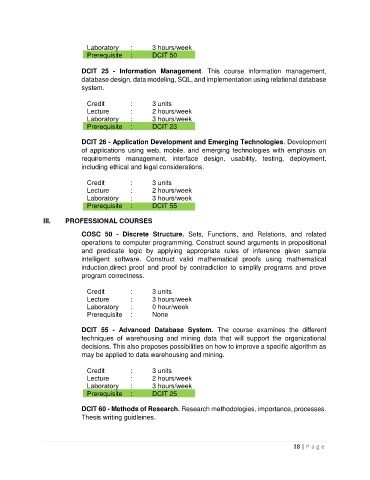 Laboratory : 3 hours/week
Prerequisite : DCIT 50
DCIT 25 - Information Management. This course information management,
database design, data modeling, SQL, and implementation using relational database
system.
Credit : 3 units
Lecture : 2 hours/week
Laboratory : 3 hours/week
Prerequisite : DCIT 23
DCIT 26 - Application Development and Emerging Technologies. Development
of applications using web, mobile, and emerging technologies with emphasis on
requirements management, interface design, usability, testing, deployment,
including ethical and legal considerations.
Credit : 3 units
Lecture : 2 hours/week
Laboratory : 3 hours/week
Prerequisite : DCIT 55
III. PROFESSIONAL COURSES
COSC 50 - Discrete Structure. Sets, Functions, and Relations, and related
operations to computer programming. Construct sound arguments in propositional
and predicate logic by applying appropriate rules of inference given sample
intelligent software. Construct valid mathematical proofs using mathematical
induction,direct proof and proof by contradiction to simplify programs and prove
program correctness.
Credit : 3 units
Lecture : 3 hours/week
Laboratory : 0 hour/week
Prerequisite : None
DCIT 55 - Advanced Database System. The course examines the different
techniques of warehousing and mining data that will support the organizational
decisions. This also proposes possibilities on how to improve a specific algorithm as
may be applied to data warehousing and mining.
Credit : 3 units
Lecture : 2 hours/week
Laboratory : 3 hours/week
Prerequisite : DCIT 25
DCIT 60 - Methods of Research. Research methodologies, importance, processes.
Thesis writing guidleines.
18 | P a g e